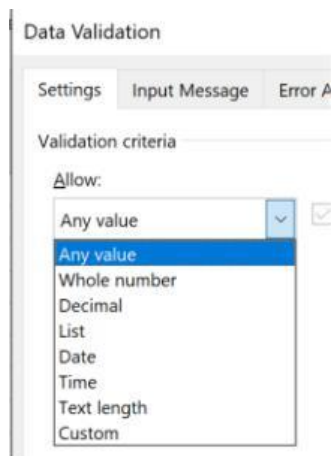 Data Validation
Settings Input Message Error A
Validation criteria
Allow:
Any value
Any value
Whole number
Decimal
List
Date
Time
Text length
Custom